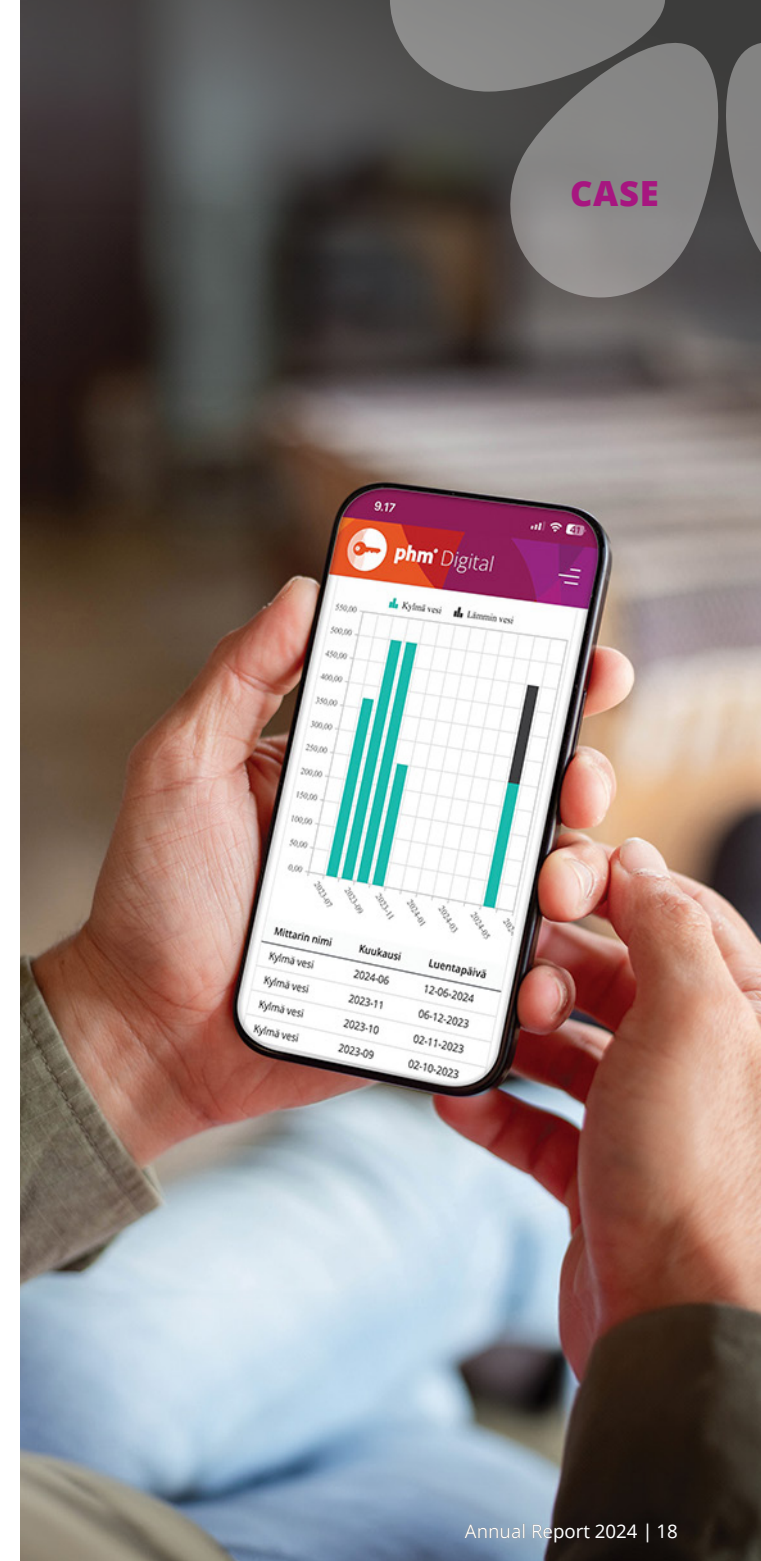 CASE
9.17
41
phm Digital
Kylmä vesi Lämmin vesi
550,00
500,00
450,00
400,00
350,00
300,00
250,00
200,00
150,00
100,00
50,00
0,00
2023-07 2023-09 2023-11 2024-01 2024-03 2024-05
Mittarin nimi Kuukausi Luentapäivä
Kylmä vesi 2024-06 12-06-2024
Kylmä vesi 2023-11 06-12-2023
Kylmä vesi 2023-10 02-11-2023
Kylmä vesi 2023-09 02-10-2023
Annual Report 2024 | 18